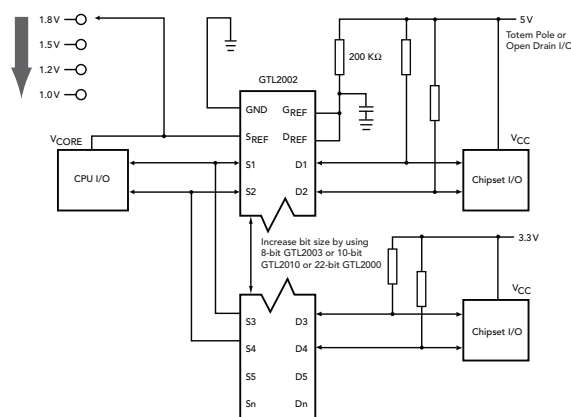 1.8V
1.5V
1.2V
1.0V
5V
Totem Pole or
Open Drain I/O
200 KΩ
GTL2002
GND
GREF
SREF
DREF
VCORE
CPU I/O
S1
D1
S2
D2
VCC
Chipset I/O
Increase bit size by using
8-bit GTL2003 or 10-bit
GTL2010 or 22-bit GTL2000
3.3V
VCC
S3
D3
S4
D4
Chipset I/O
S5
D5
Sn
Dn